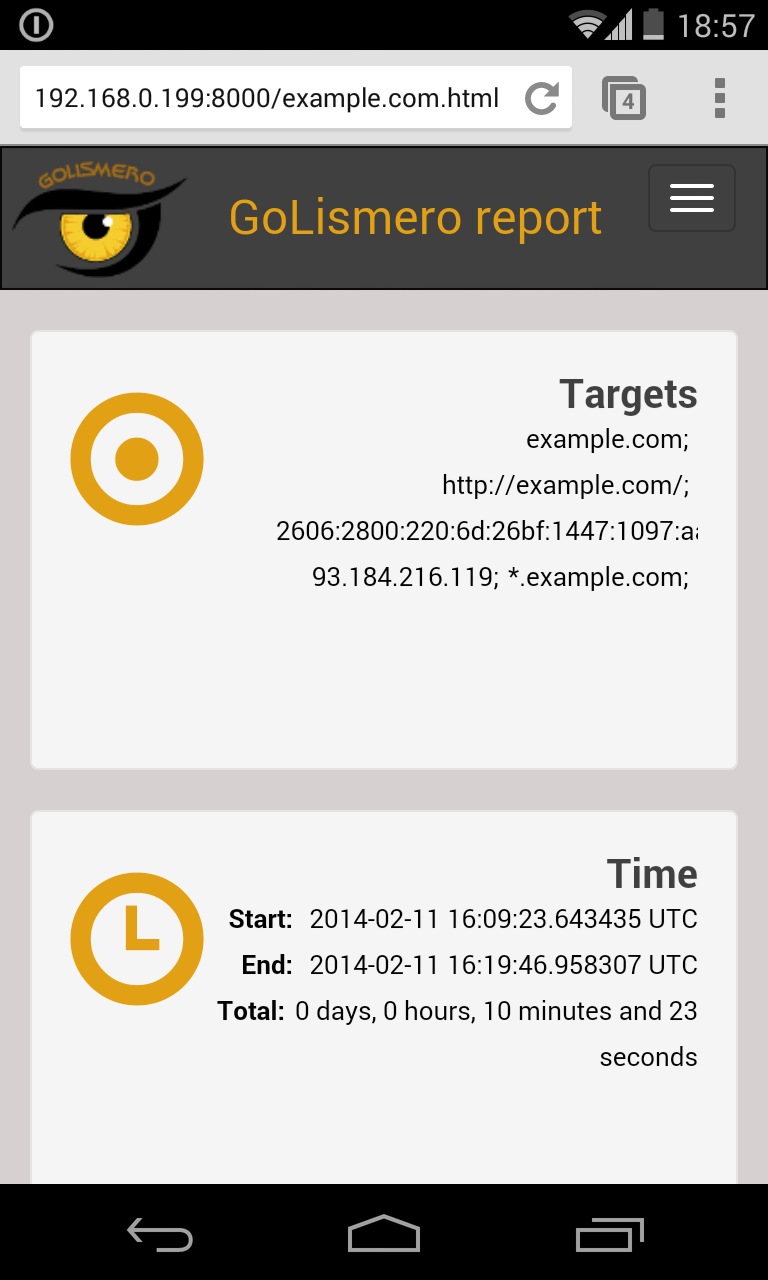 18:57
192.168.0.199:8000/example.com.html
4
GOLISMERO
GoLismero report
Targets
example.com;
http://example.com/;
2606:2800:220:6d:26bf:1447:1097:aa
93.184.216.119; *.example.com;
Time
Start: 2014-02-11 16:09:23.643435 UTC
End: 2014-02-11 16:19:46.958307 UTC
Total: 0 days, 0 hours, 10 minutes and 23
seconds